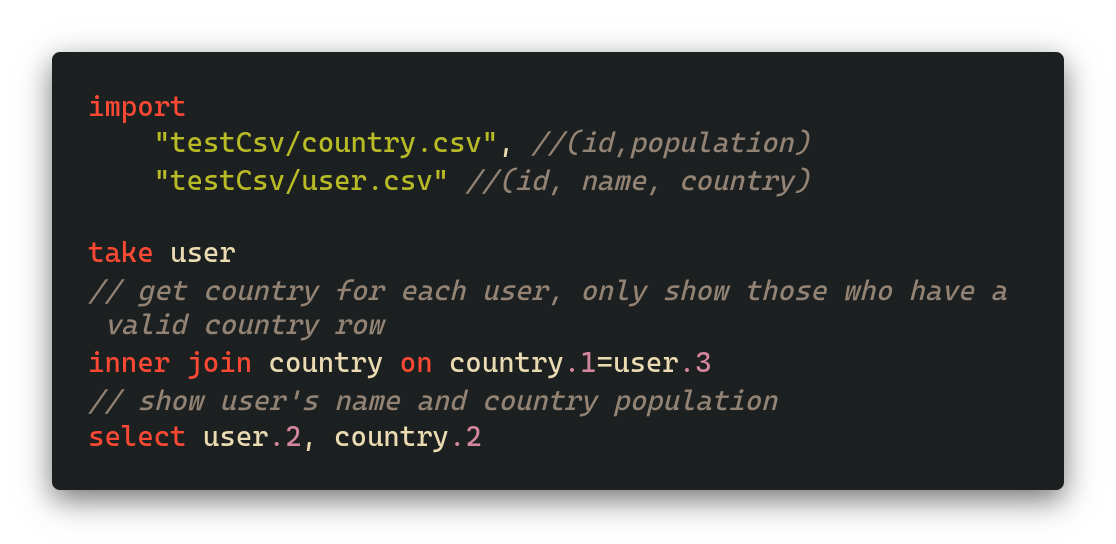 import
    "testCsv/country.csv", //(id,population)
    "testCsv/user.csv" //(id, name, country)
take user
// get country for each user, only show those who have a
 valid country row
inner join country on country.1=user.3
// show user's name and country population
select user.2, country.2